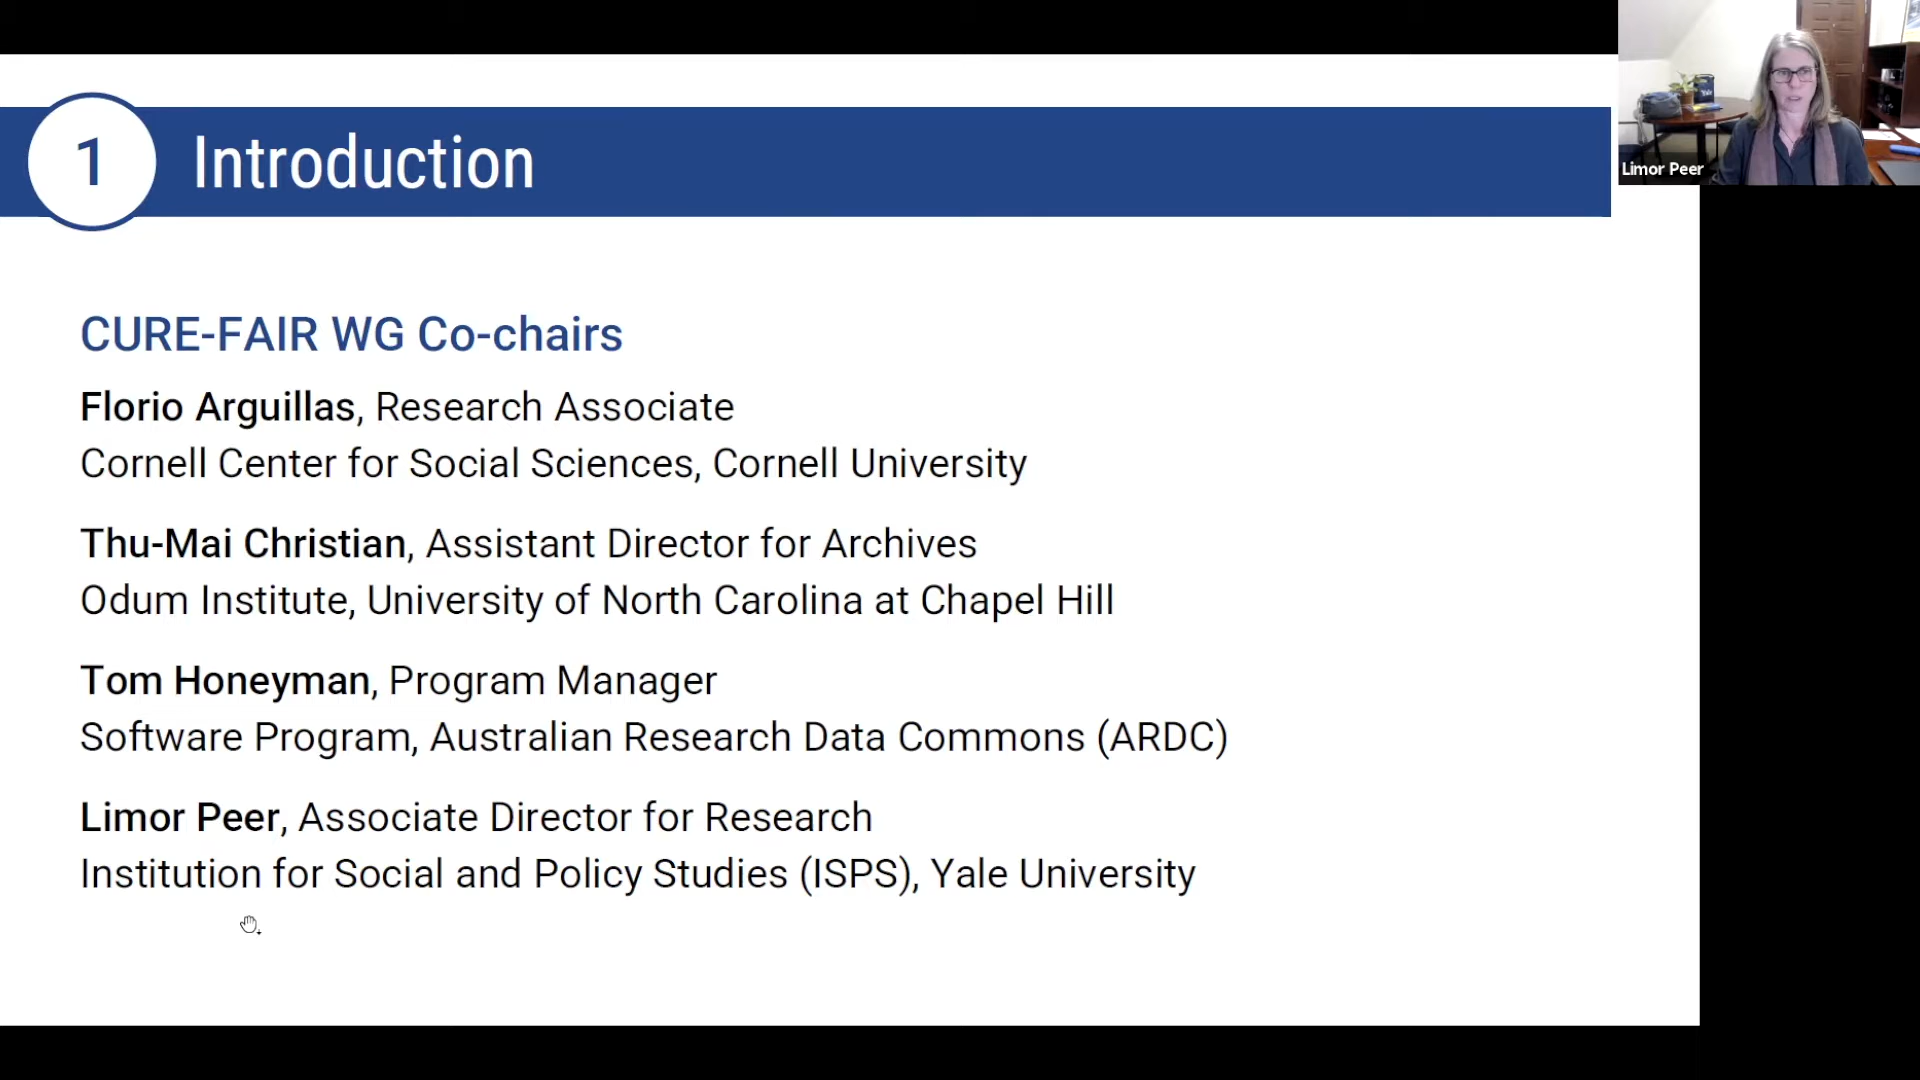 1 Introduction
Limor Peer
CURE-FAIR WG Co-chairs
Florio Arguillas, Research Associate
Cornell Center for Social Sciences, Cornell University
Thu-Mai Christian, Assistant Director for Archives
Odum Institute, University of North Carolina at Chapel Hill
Tom Honeyman, Program Manager
Software Program, Australian Research Data Commons (ARDC)
Limor Peer, Associate Director for Research
Institution for Social and Policy Studies (ISPS), Yale University